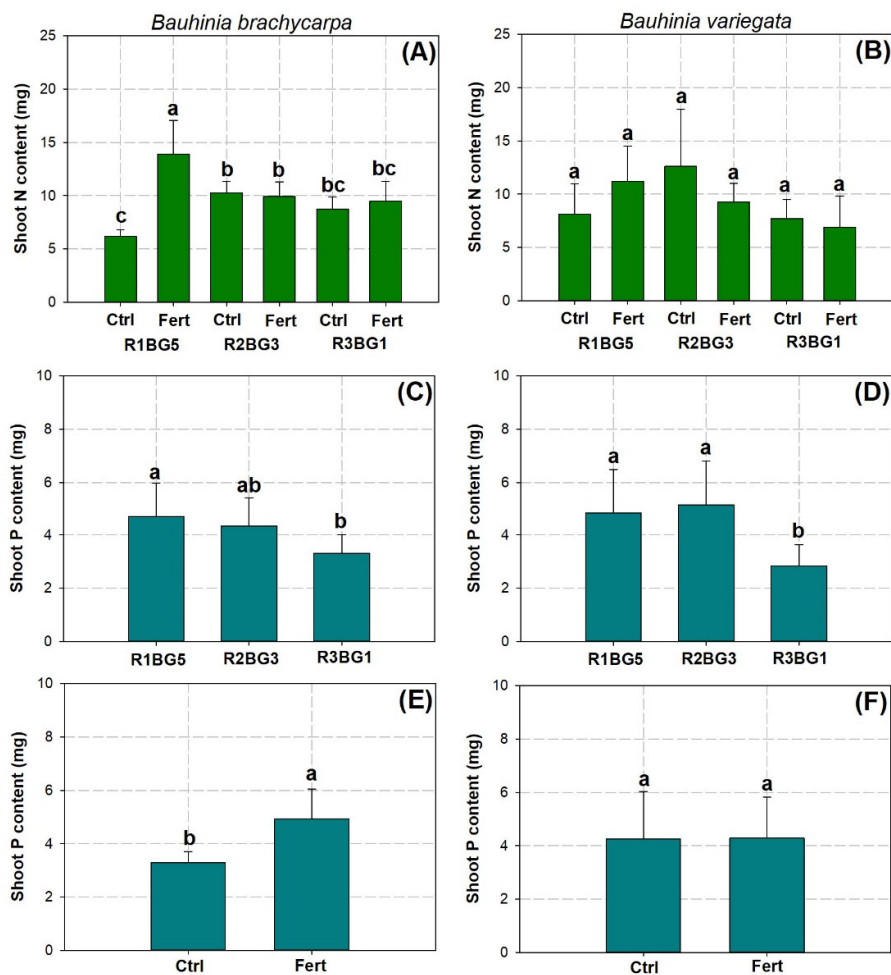 Bauhinia brachycarpa
Bauhinia variegata
(A)
Shoot N content (mg)
25
20
15
10
5
0
c
a
b
b
bc
bc
Ctrl Fert Ctrl Fert Ctrl Fert
R1BG5 R2BG3 R3BG1
(B)
Shoot N content (mg)
25
20
15
10
5
0
a
a
a
a
a
a
Ctrl Fert Ctrl Fert Ctrl Fert
R1BG5 R2BG3 R3BG1
(C)
Shoot P content (mg)
10
8
6
4
2
0
a
ab
b
R1BG5 R2BG3 R3BG1
(D)
Shoot P content (mg)
10
8
6
4
2
0
a
a
b
R1BG5 R2BG3 R3BG1
(E)
Shoot P content (mg)
10
8
6
4
2
0
b
a
Ctrl Fert
(F)
Shoot P content (mg)
10
8
6
4
2
0
a
a
Ctrl Fert